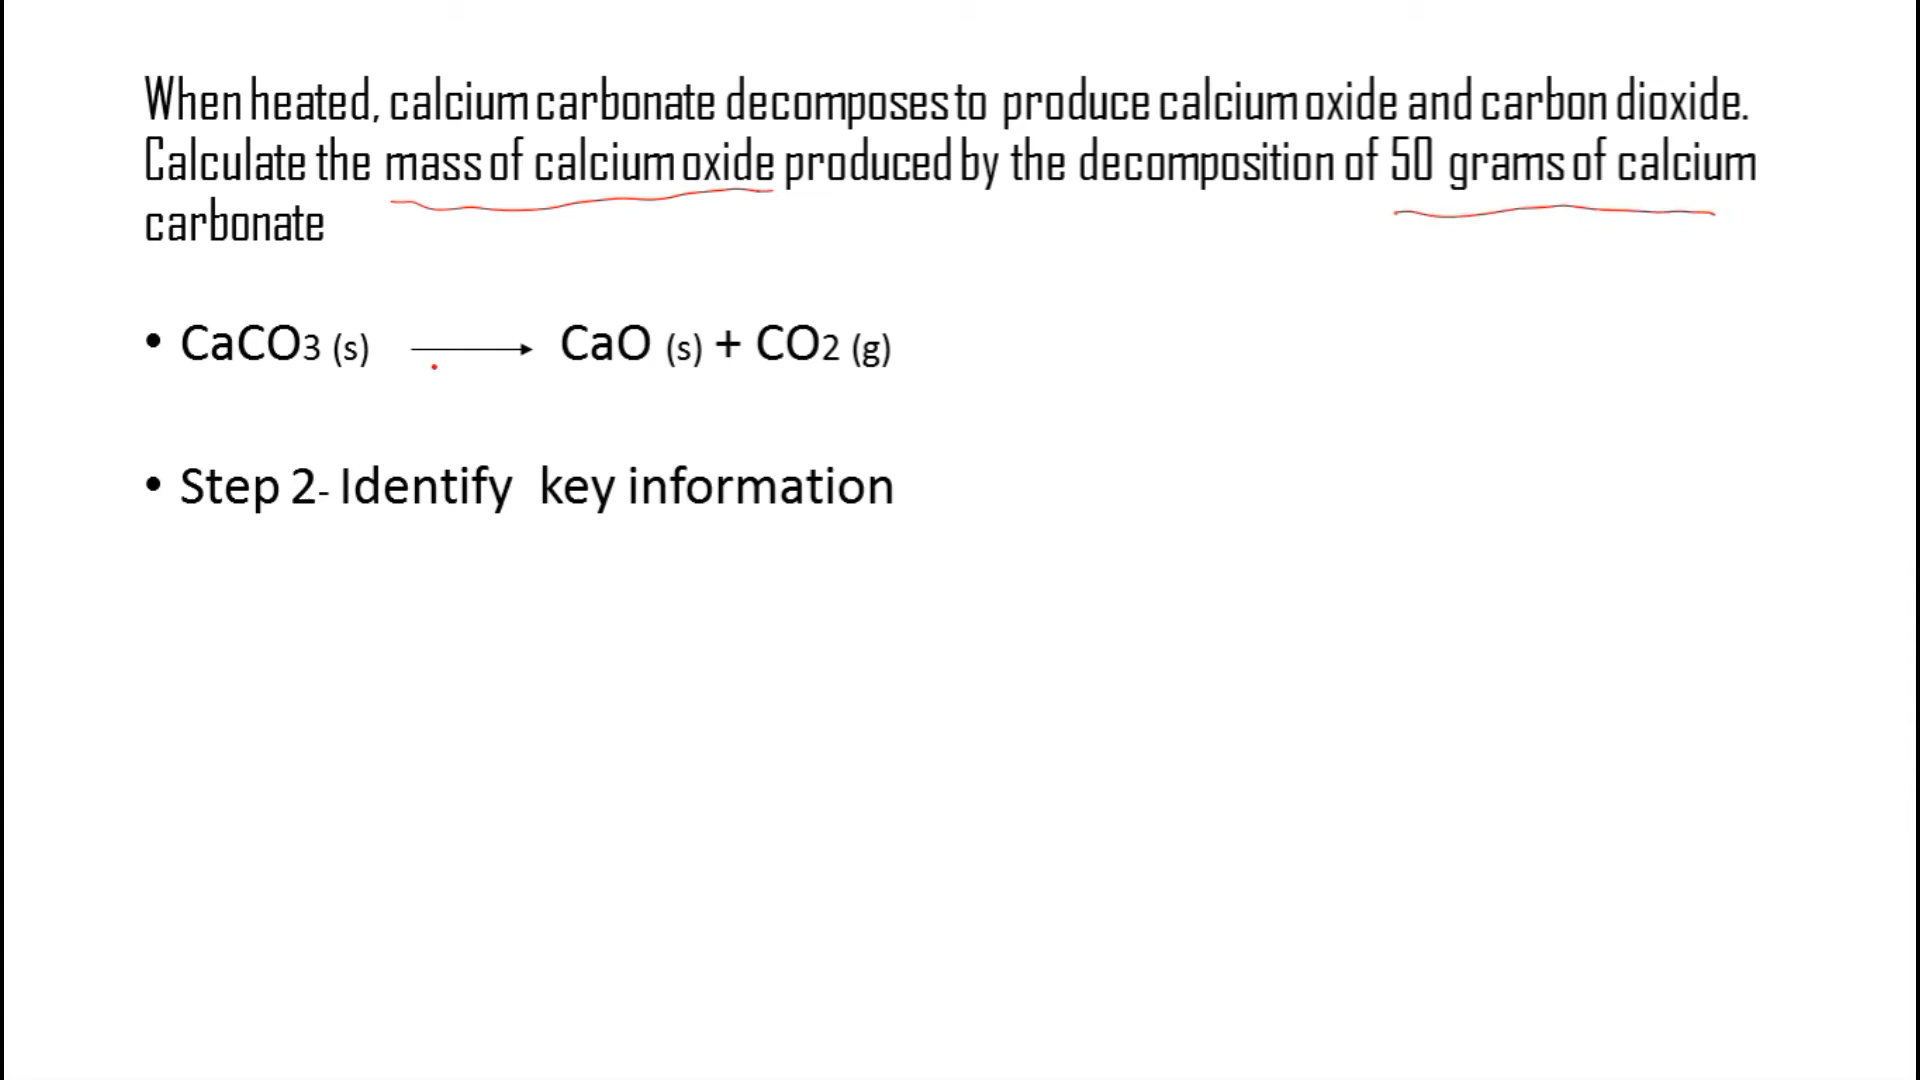 When heated, calcium carbonate decomposes to produce calcium oxide and carbon dioxide.
Calculate the mass of calcium oxide produced by the decomposition of 50 grams of calcium
carbonate
• CaCO3 (s) ⟶ CaO (s) + CO2 (g)
• Step 2- Identify key information